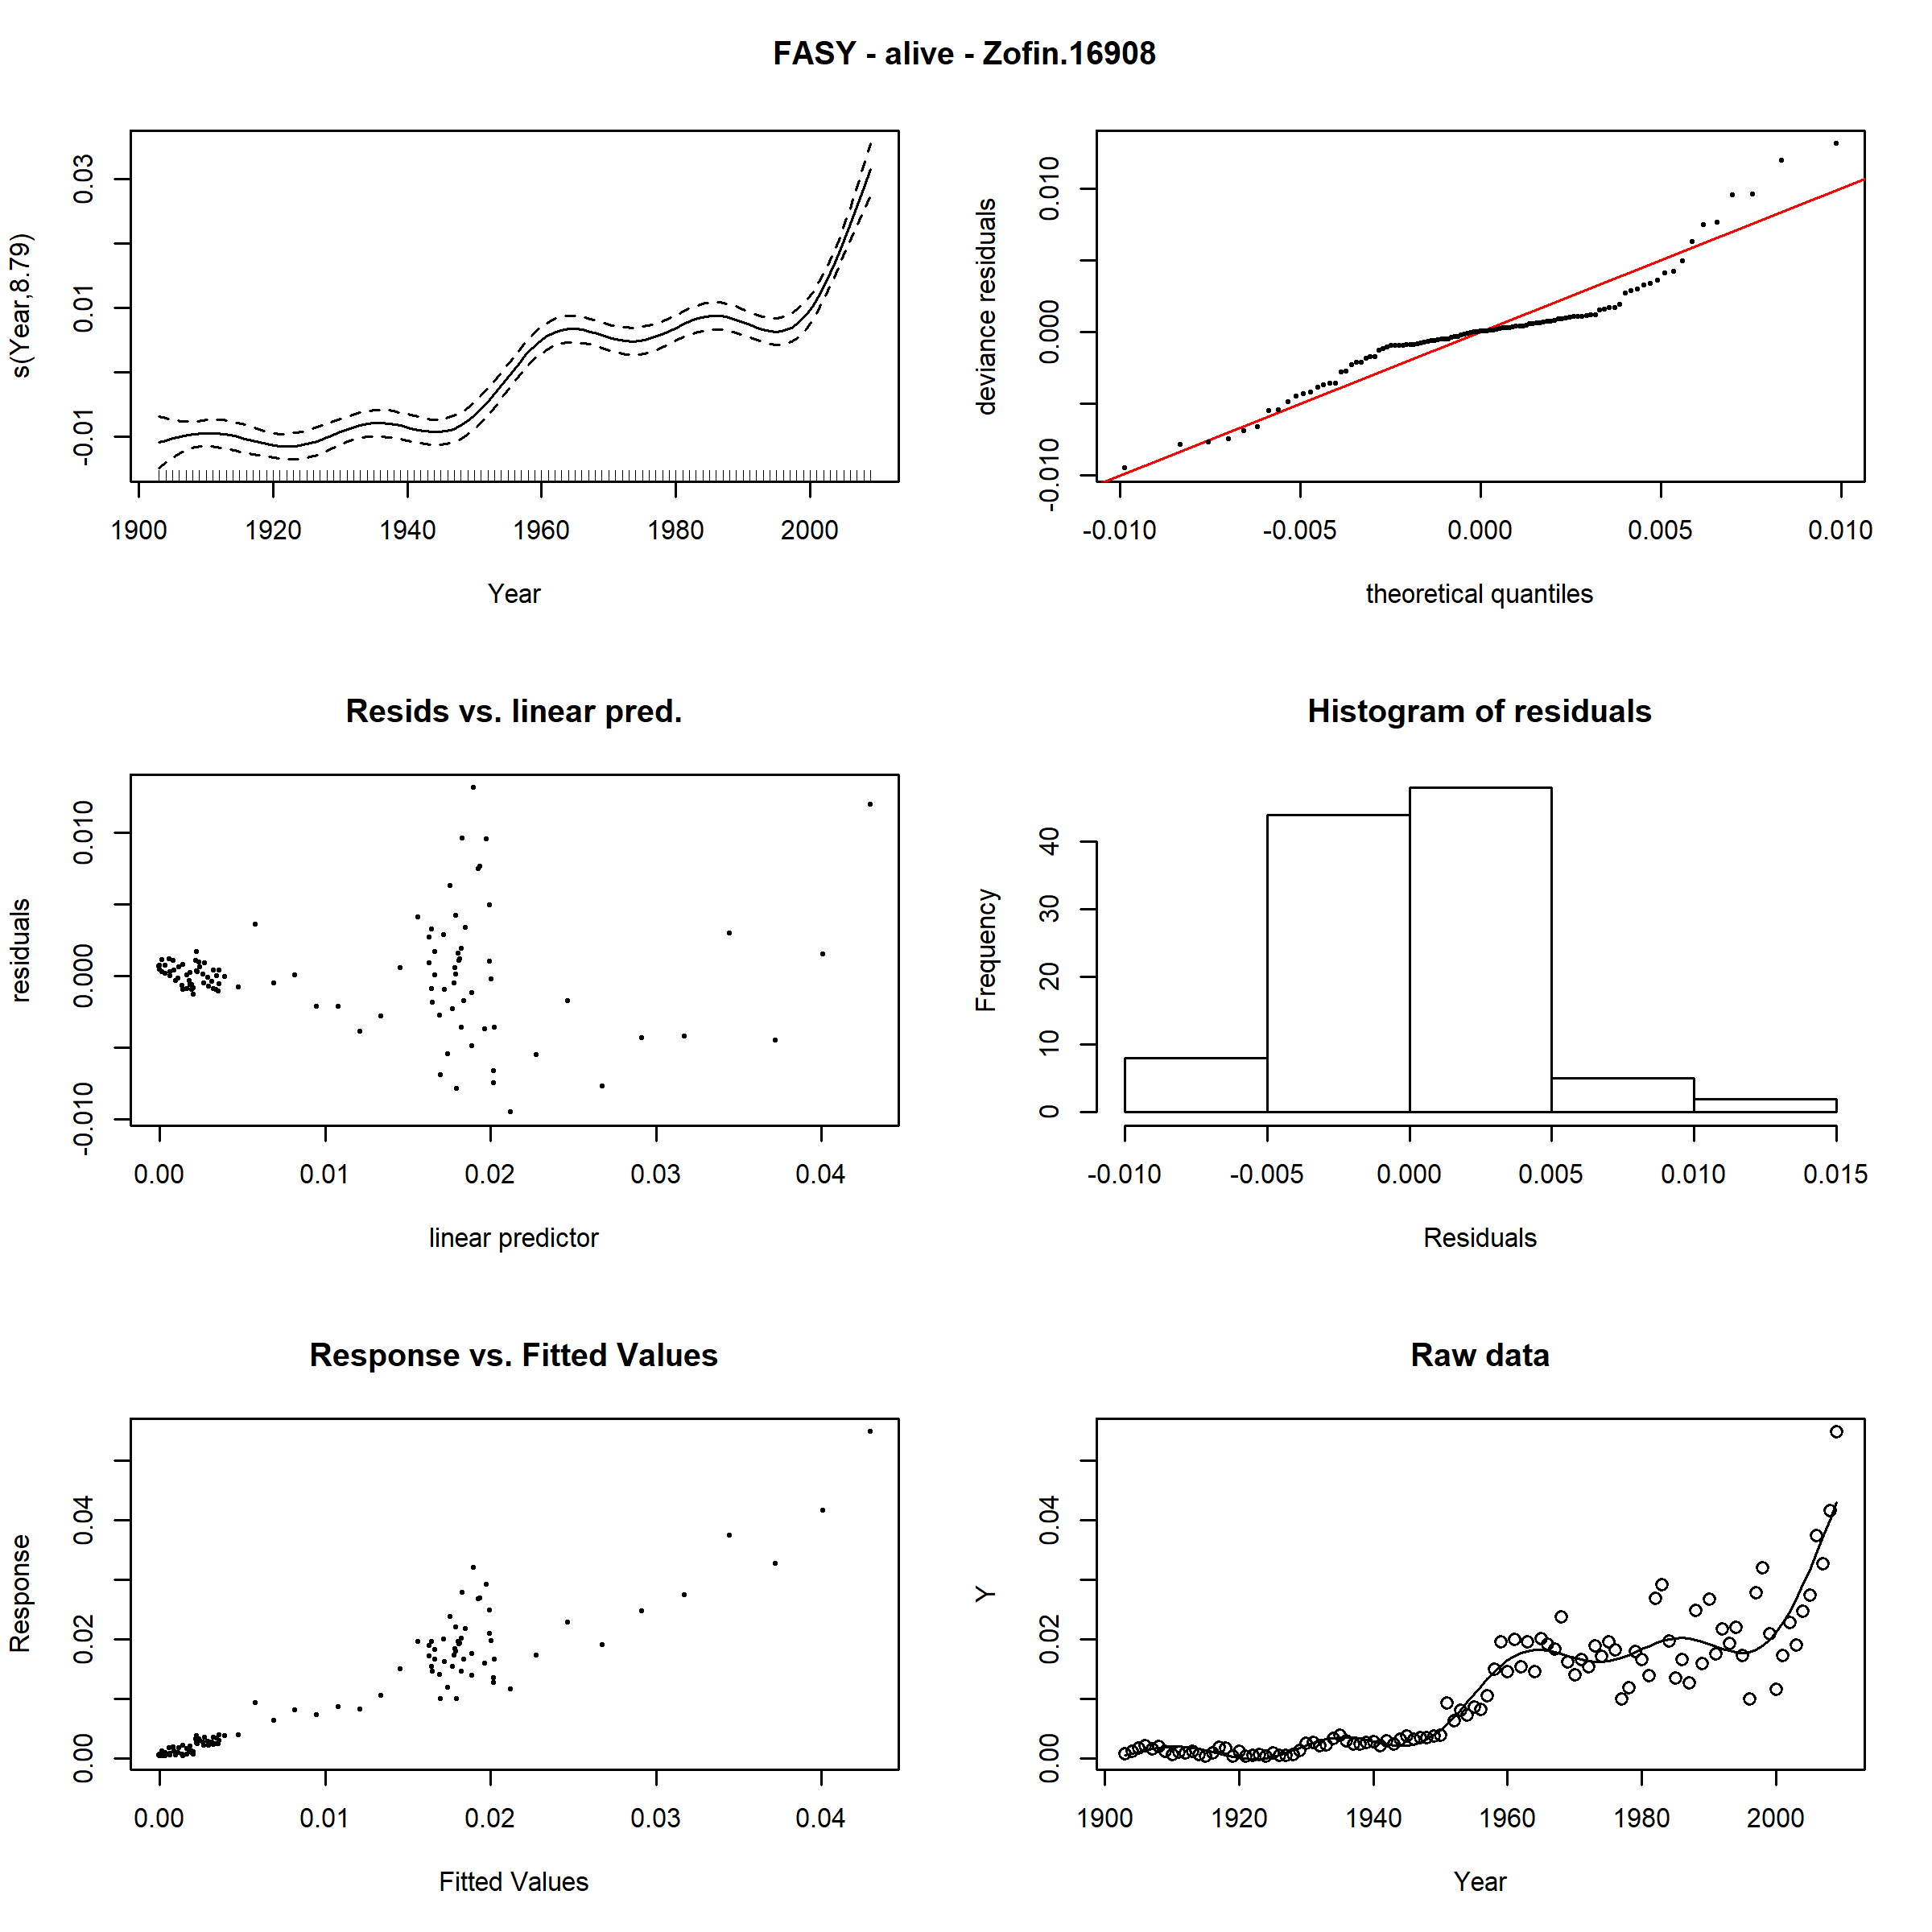 FASY - alive - Zofin.16908
s(Year,8.79)
-0.01 0.01 0.03
1900 1920 1940 1960 1980 2000
Year
deviance residuals
-0.010 0.000 0.010
-0.010 -0.005 0.000 0.005 0.010
theoretical quantiles
Resids vs. linear pred.
residuals
-0.010 0.000 0.010
0.00 0.01 0.02 0.03 0.04
linear predictor
Histogram of residuals
Frequency
0 10 20 30 40
-0.010 -0.005 0.000 0.005 0.010 0.015
Residuals
Response vs. Fitted Values
Response
0.00 0.02 0.04
0.00 0.01 0.02 0.03 0.04
Fitted Values
Raw data
Y
0.00 0.02 0.04
1900 1920 1940 1960 1980 2000
Year